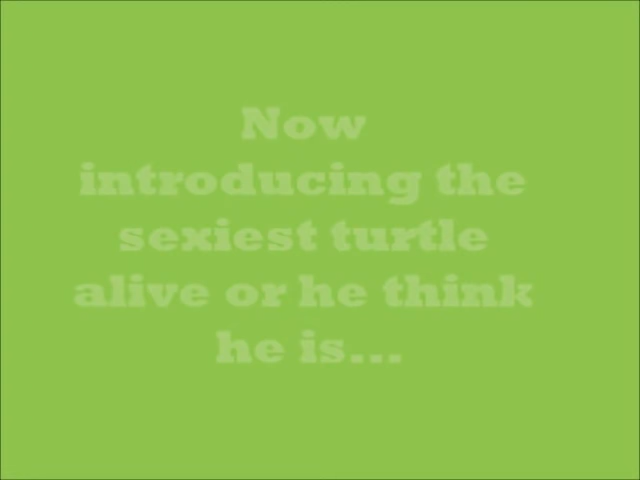 Now
introducing the
sexiest turtle
alive or he think
he is...